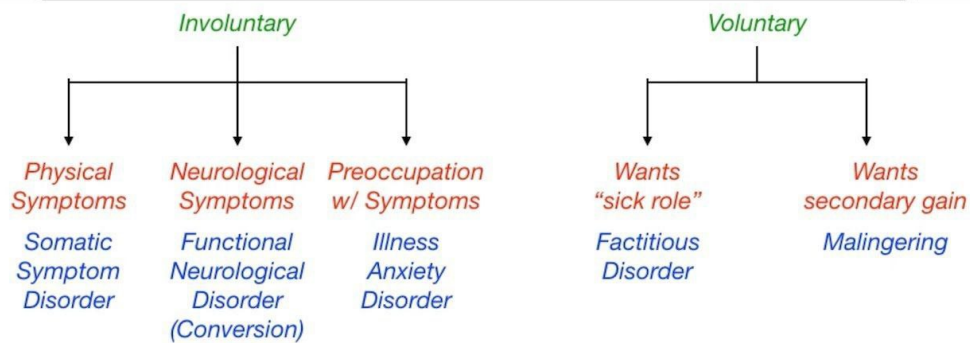 Involuntary
Voluntary
Physical
Symptoms
Neurological
Symptoms
Preoccupation
w/ Symptoms
Wants
“sick role”
Wants
secondary gain
Somatic
Symptom
Disorder
Functional
Neurological
Disorder
(Conversion)
Illness
Anxiety
Disorder
Factitious
Disorder
Malingering